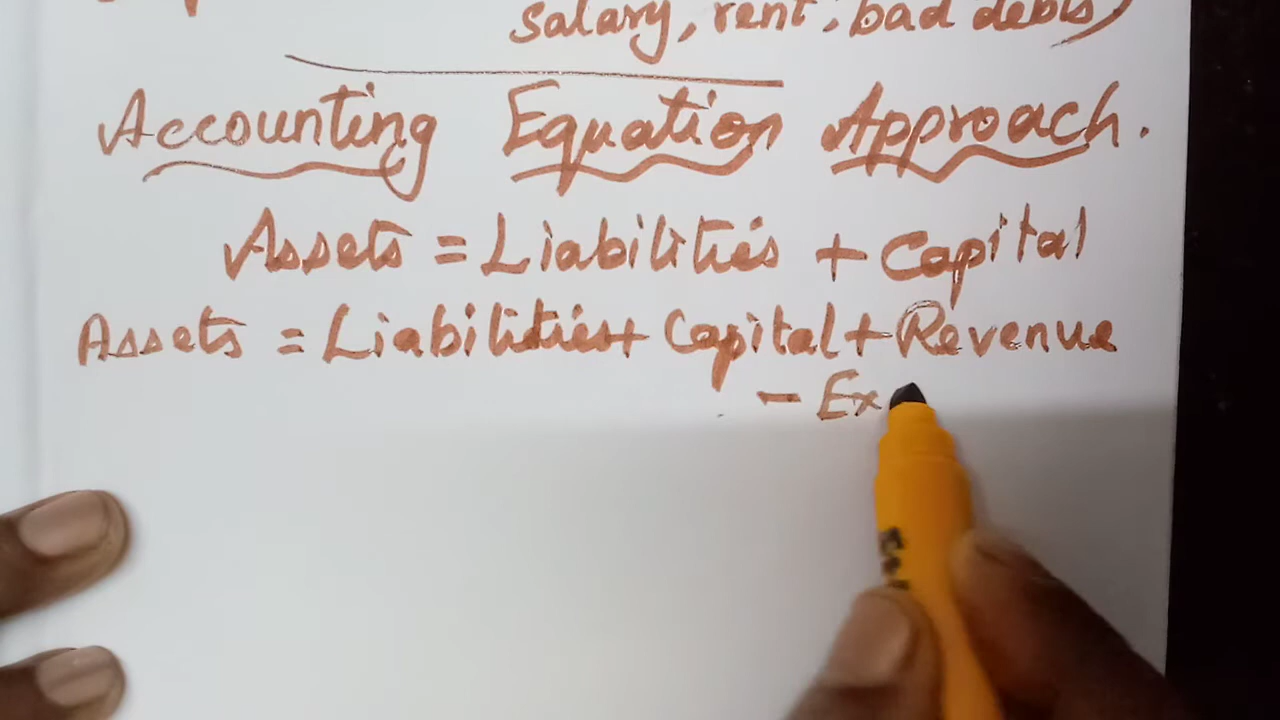 salary, rent, bad debts)
Accounting Equation Approach.
Assets = Liabilities + Capital
Assets = Liabilities + Capital + Revenue
- Ex